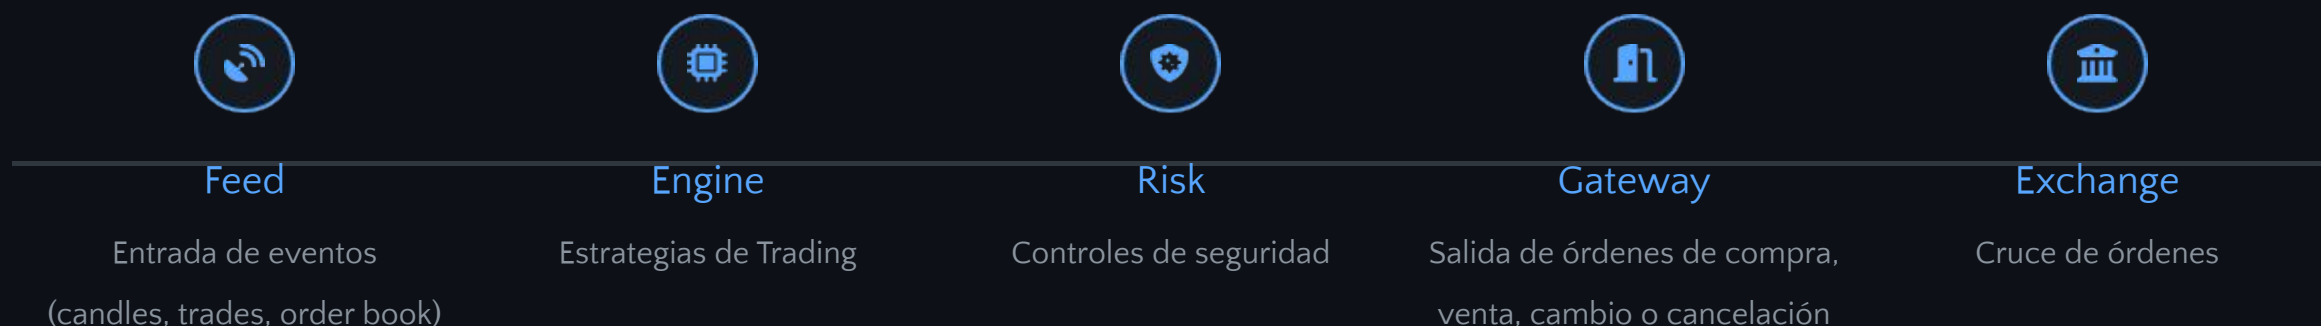 Feed
Engine
Risk
Gateway
Exchange
Entrada de eventos
(candles, trades, order book)
Estrategias de Trading
Controles de seguridad
Salida de órdenes de compra,
venta, cambio o cancelación
Cruce de órdenes